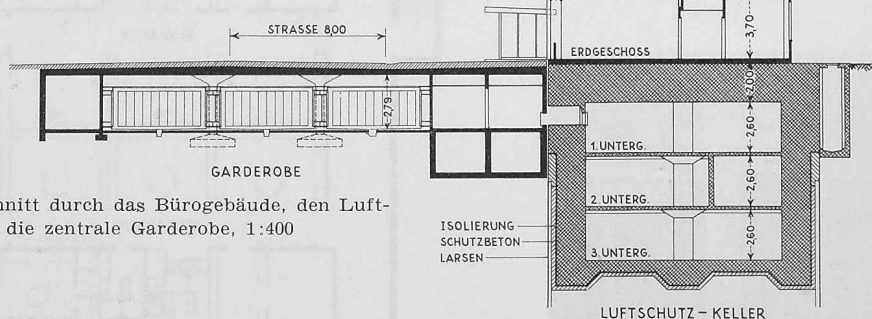 STRASSE 8,00
3,70
ERDGESCHOSS
2,00
2,79
2,60
1. UNTERG.
GARDEROBE
2,60
2. UNTERG.
nitt durch das Bürogebäude, den Luft-
die zentrale Garderobe, 1:400
ISOLIERUNG
SCHUTZBETON
LARSEN
2,60
3. UNTERG.
LUFTSCHUTZ – KELLER